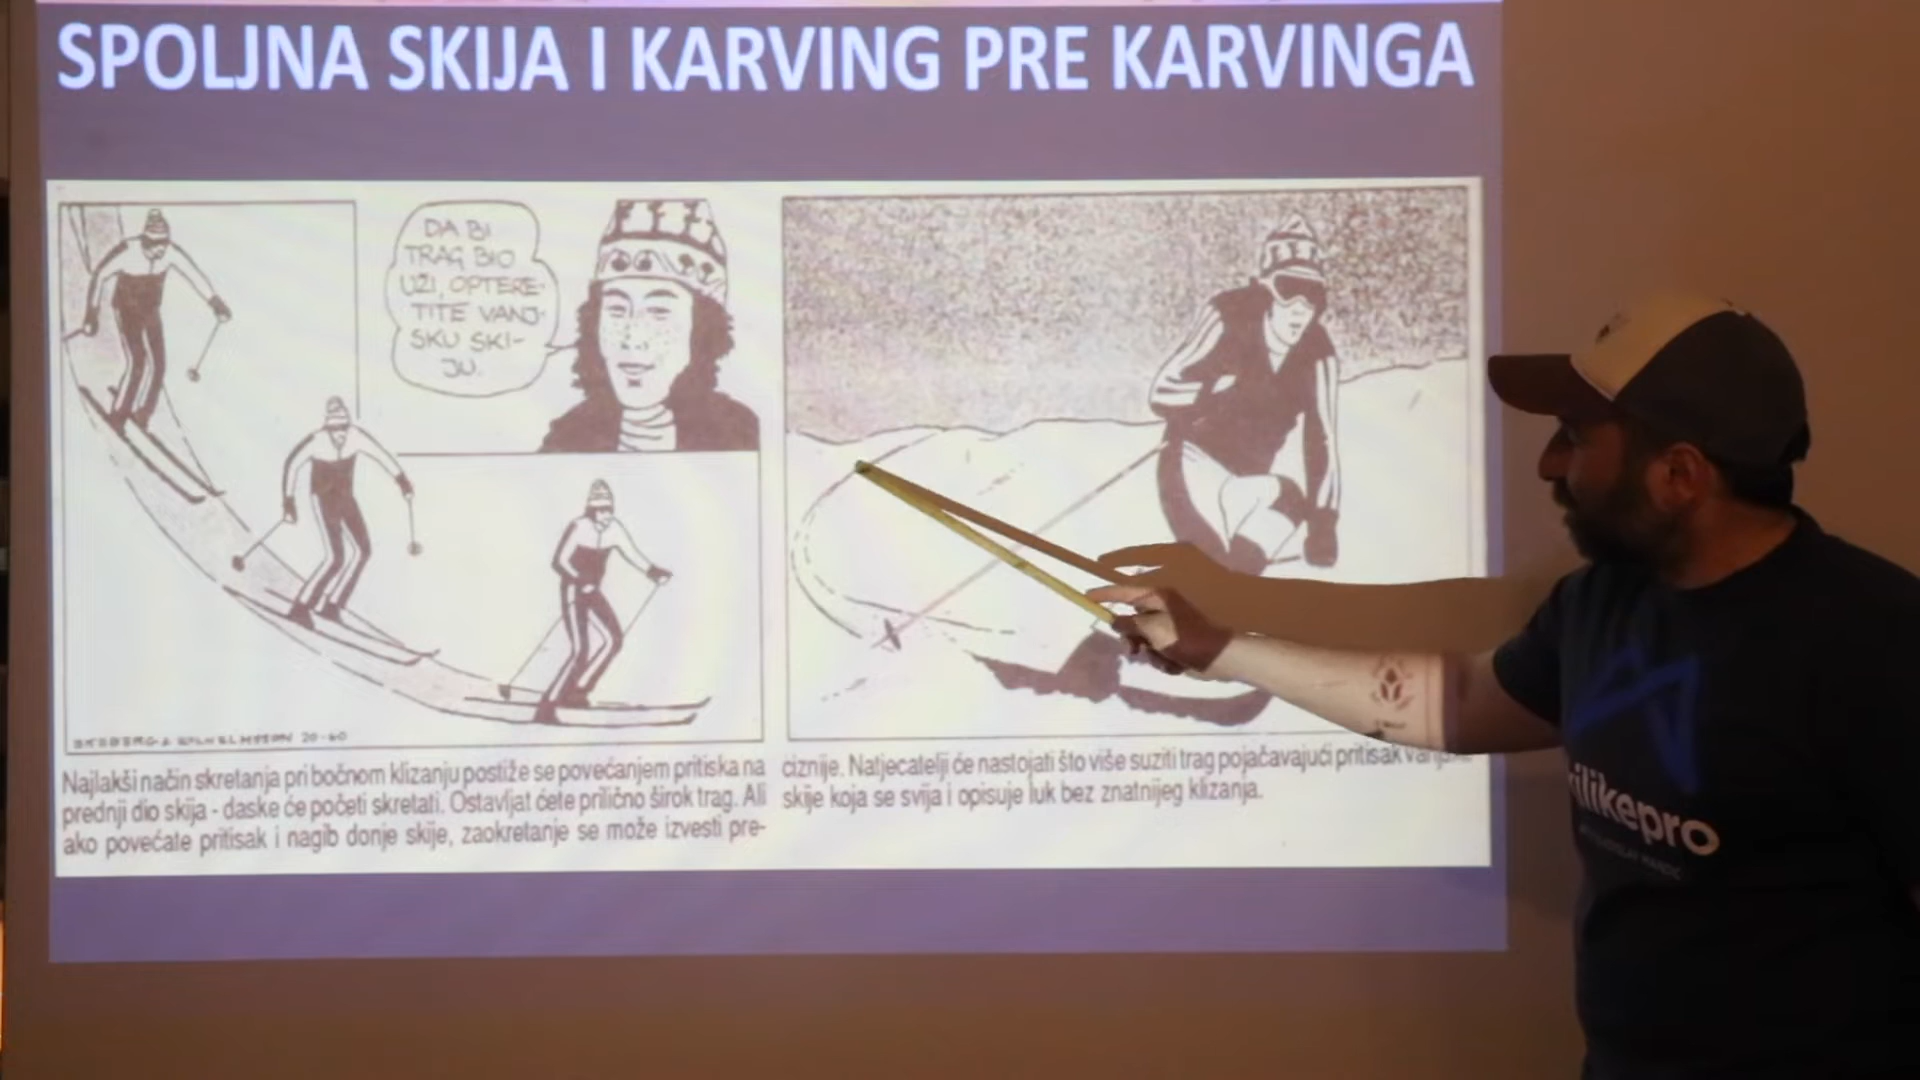 SPOLJNA SKIJA I KARVING PRE KARVINGA
DA BI
TRAG BIO
UŽI, OPTERE-
TITE VANJ-
SKU SKI-
JU.
20-60
Najlakši način skretanja pri bočnom klizanju postiže se povećanjem pritiska na
prednji dio skija - daske će početi skretati. Ostavljat ćete prilično širok trag. Ali
ako povećate pritisak i nagib donje skije, zaokretanje se može izvesti pre-
ciznije. Natjecatelji će nastojati što više suziti trag pojačavajući pritisak
skije koja se svija i opisuje luk bez znatnijeg klizanja.
ilikepro